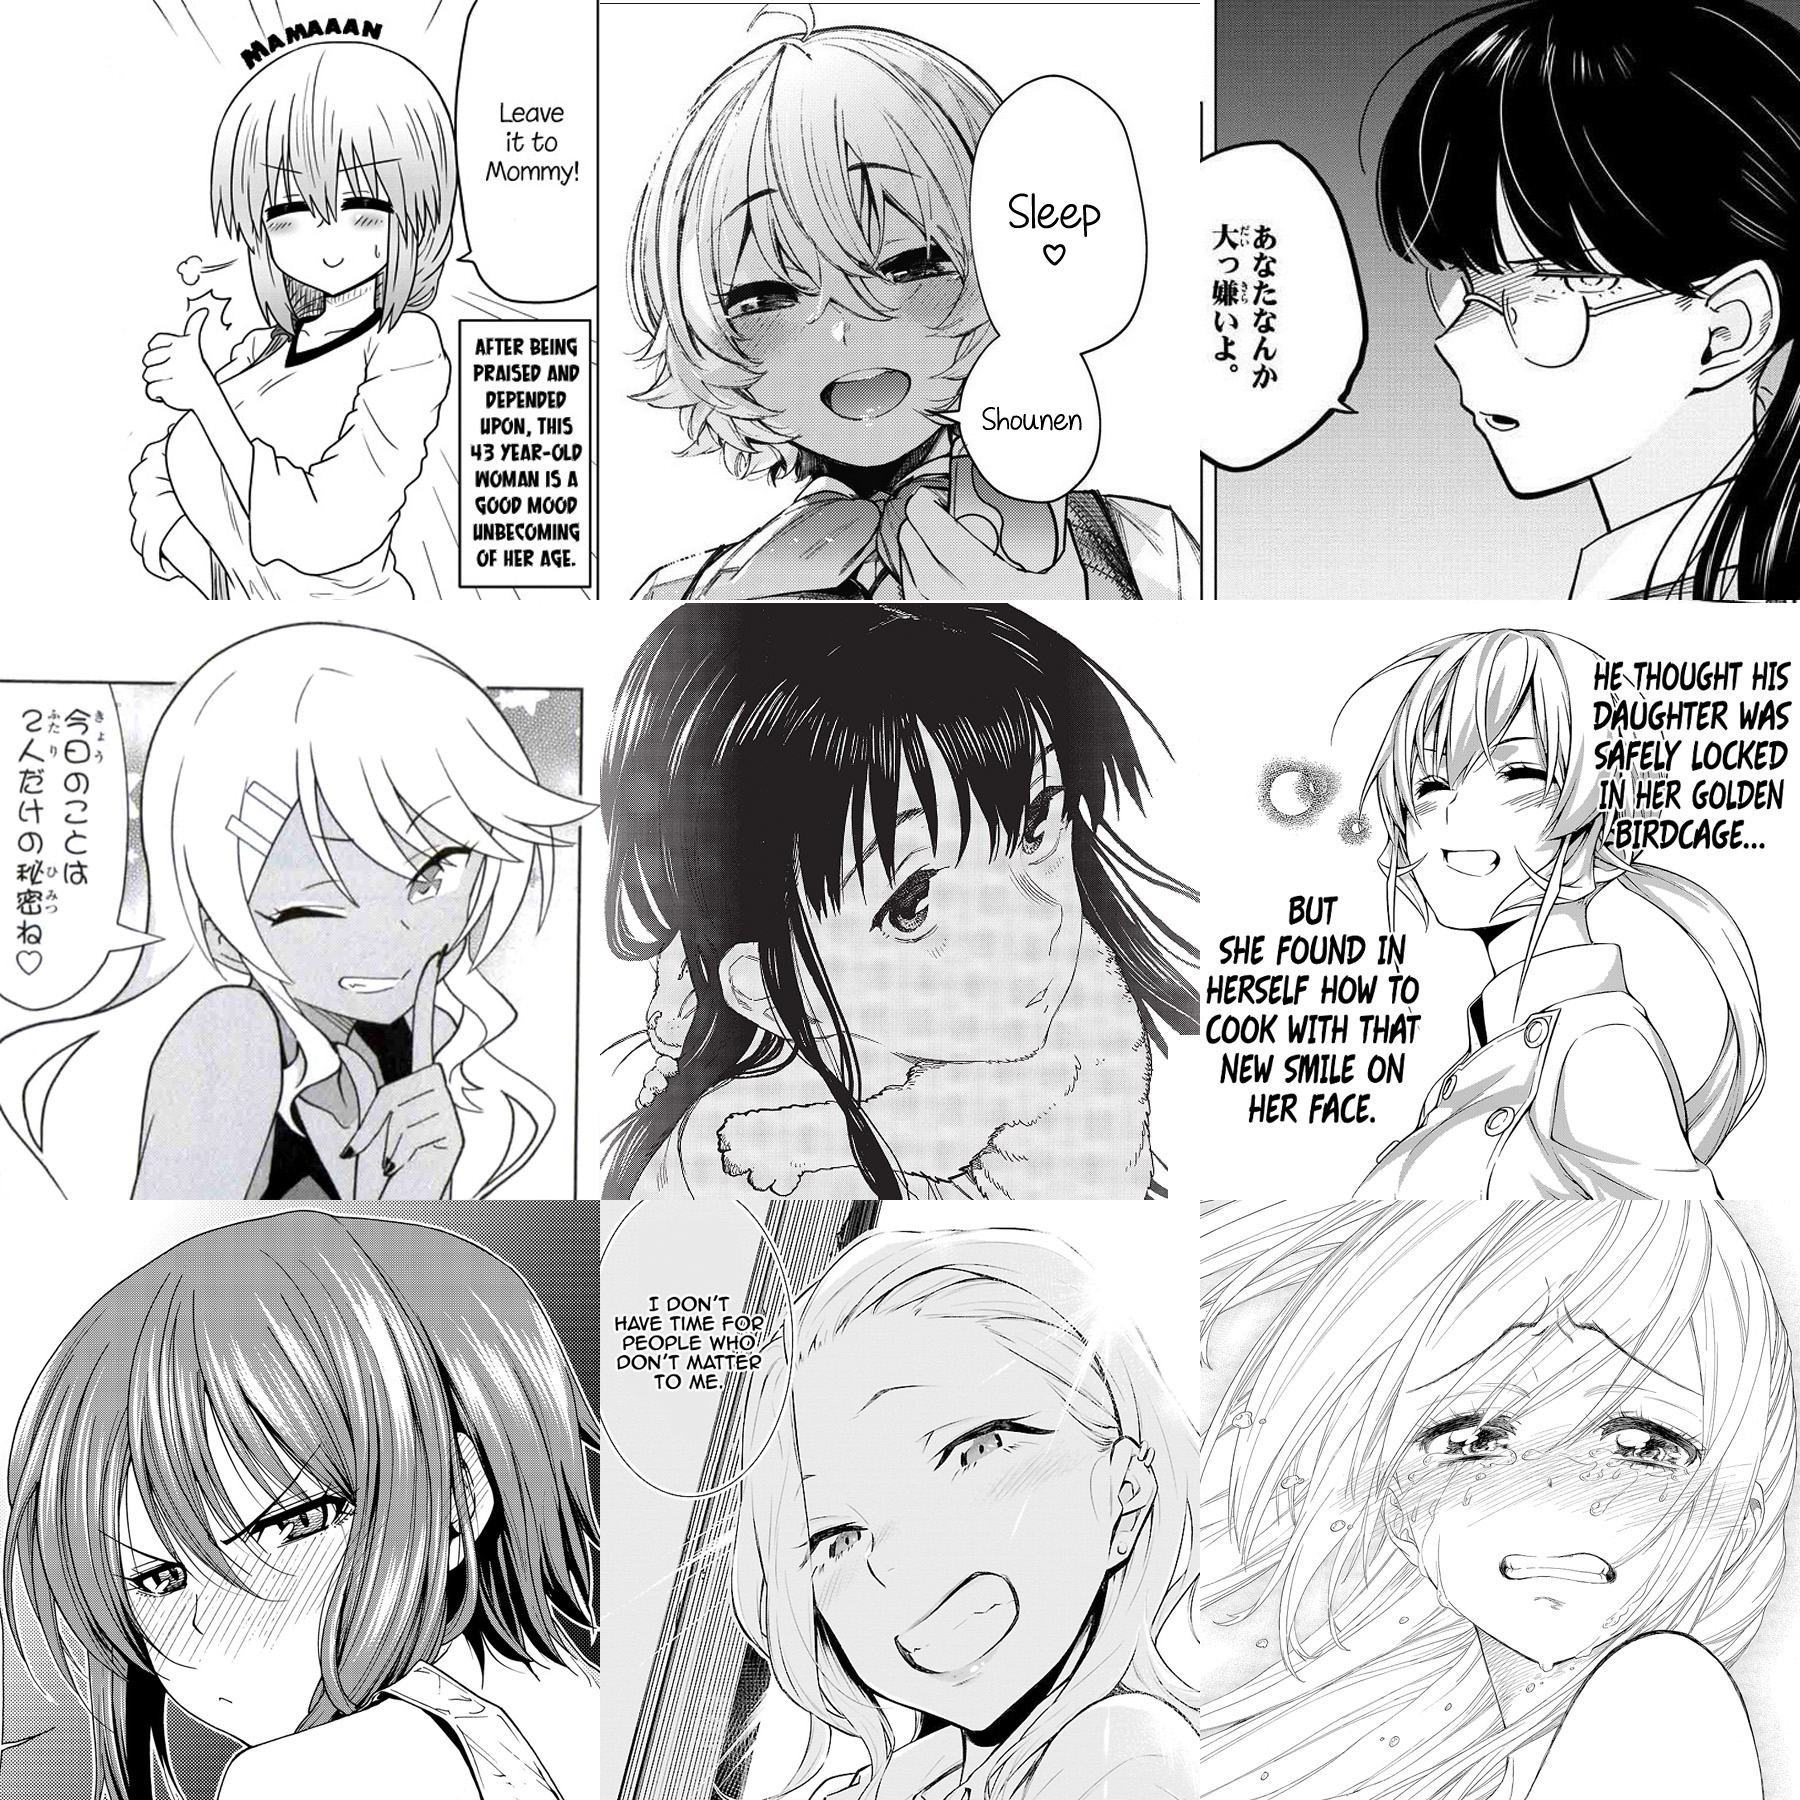 MAMAAAN
Leave
it to
Mommy!
AFTER BEING
PRAISED AND
DEPENDED
UPON, THIS
43 YEAR-OLD
WOMAN IS A
GOOD MOOD
UNBECOMING
OF HER AGE.
Sleep
♡
Shounen
あなたなんか
大っ嫌いよ。
今日のことは
2人だけの秘密ね♡
HE THOUGHT HIS
DAUGHTER WAS
SAFELY LOCKED
IN HER GOLDEN
BIRDCAGE...
BUT
SHE FOUND IN
HERSELF HOW TO
COOK WITH THAT
NEW SMILE ON
HER FACE.
I DON'T
HAVE TIME FOR
PEOPLE WHO
DON'T MATTER
TO ME.